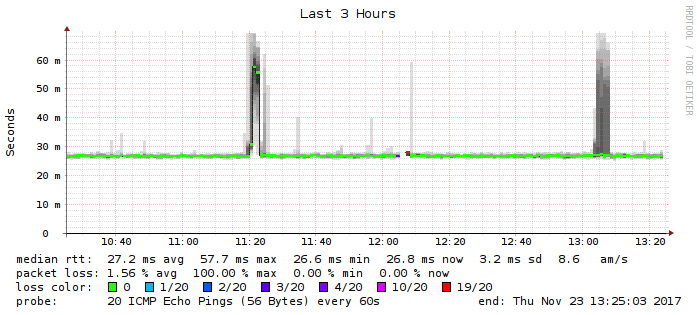 Last 3 Hours
RRDTOOL / TOBI OETIKER
Seconds
60 m
50 m
40 m
30 m
20 m
10 m
0
10:40 11:00 11:20 11:40 12:00 12:20 12:40 13:00 13:20
median rtt: 27.2 ms avg 57.7 ms max 26.6 ms min 26.8 ms now 3.2 ms sd 8.6 am/s
packet loss: 1.56 % avg 100.00 % max 0.00 % min 0.00 % now
loss color: 0 1/20 2/20 3/20 4/20 10/20 19/20
probe: 20 ICMP Echo Pings (56 Bytes) every 60s end: Thu Nov 23 13:25:03 2017